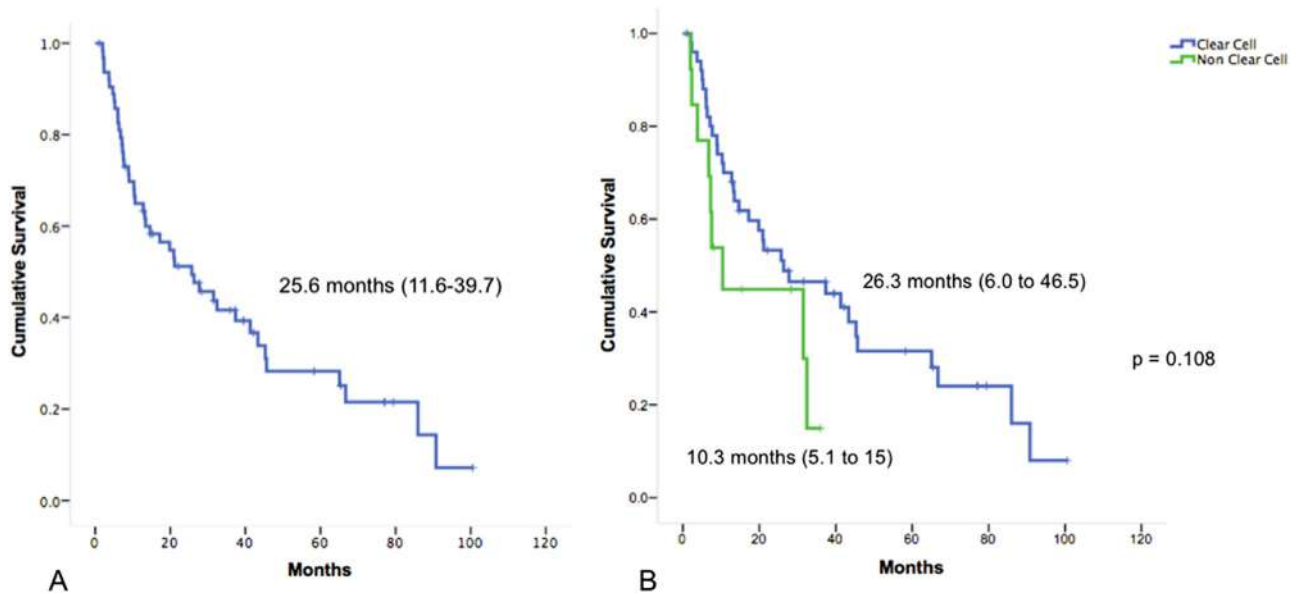 1.0
0.8
0.6
0.4
0.2
0.0
Cumulative Survival
25.6 months (11.6-39.7)
0 20 40 60 80 100 120
Months
A
1.0
0.8
0.6
0.4
0.2
0.0
Cumulative Survival
Clear Cell
Non Clear Cell
26.3 months (6.0 to 46.5)
p = 0.108
10.3 months (5.1 to 15)
0 20 40 60 80 100 120
Months
B